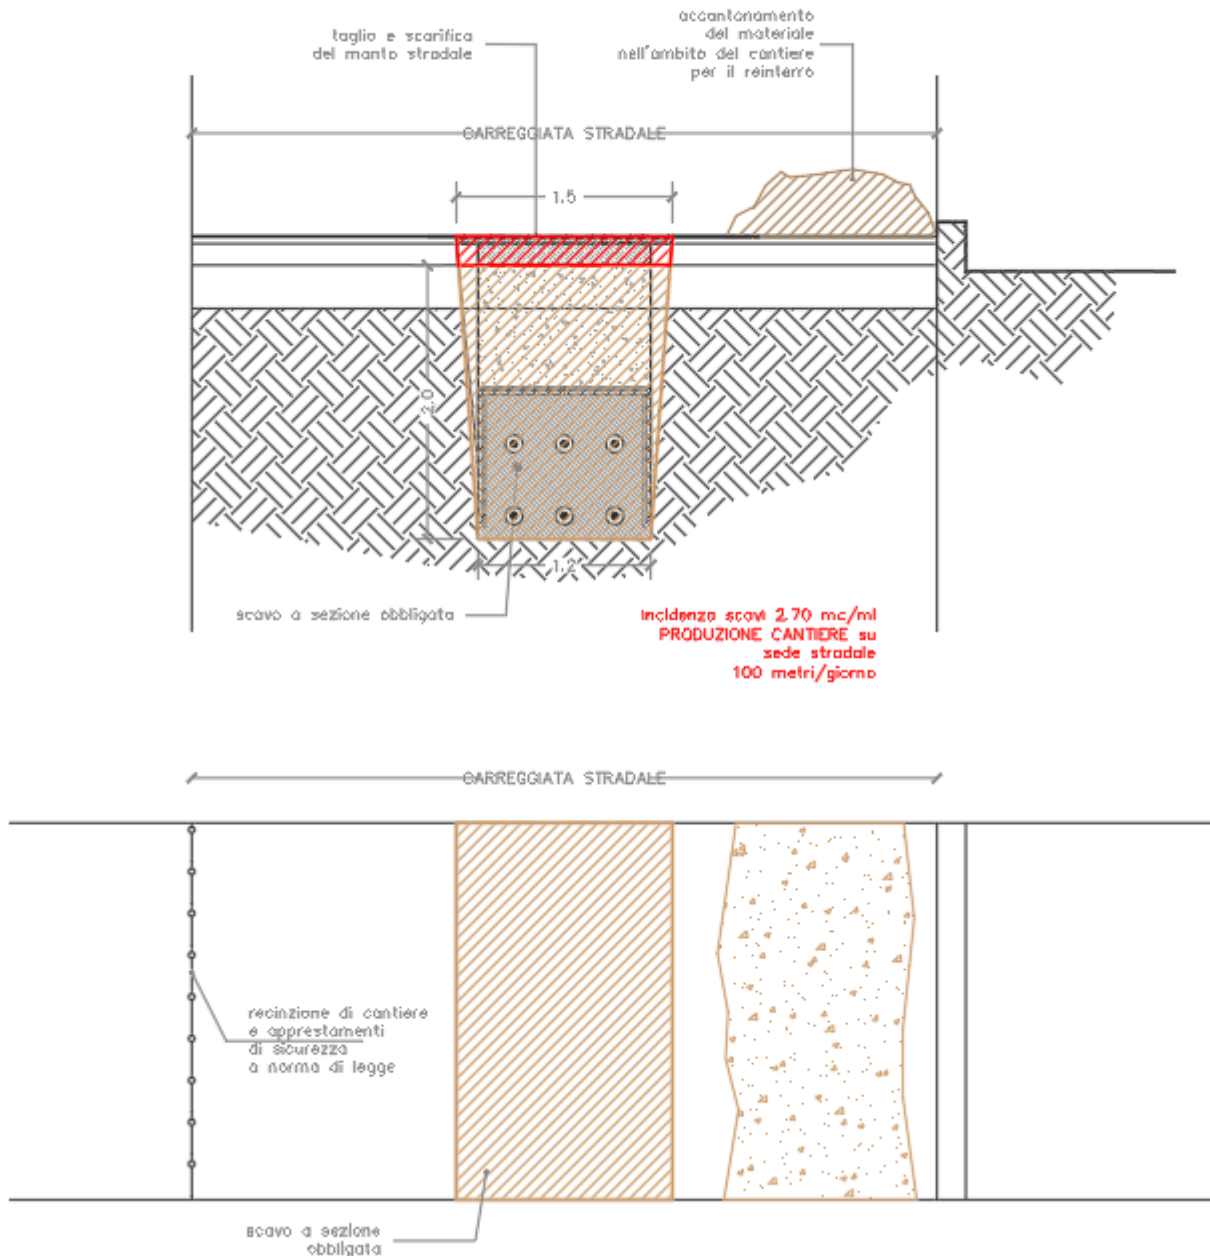 taglio e scarifica
del manto stradale
accantonamento
del materiale
nell'ambito del cantiere
per il reinterro
CARREGGIATA STRADALE
1.5
2.0
1.2
scavo a sezione obbligata
incidenza scavi 2.70 mc/ml
PRODUZIONE CANTIERE su
sede stradale
100 metri/giorno
CARREGGIATA STRADALE
recinzione di cantiere
e apprestamenti
di sicurezza
a norma di legge
scavo a sezione
obbligata